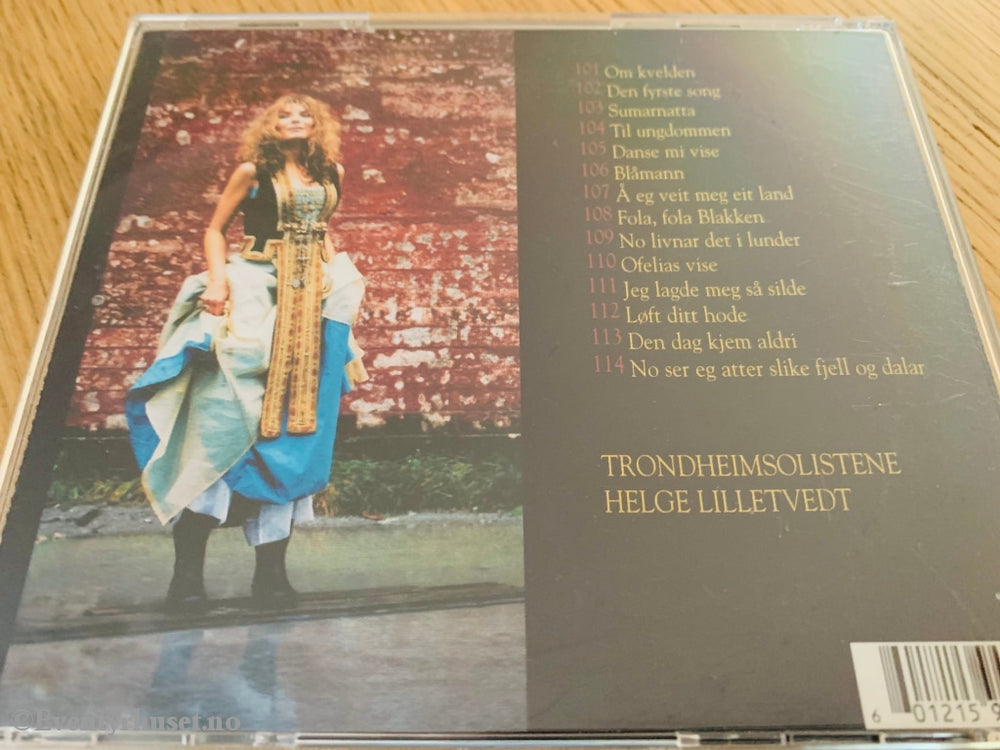 101 Om kvelden
102 Den fyrste song
103 Sumarnatta
104 Til ungdommen
105 Danse mi vise
106 Blåmann
107 Å eg veit meg eit land
108 Fola, fola Blakken
109 No livnar det i lunder
110 Ofelias vise
111 Jeg lagde meg så silde
112 Løft ditt hode
113 Den dag kjem aldri
114 No ser eg atter slike fjell og dalar
TRONDHEIMSOLISTENE
HELGE LILLETVEDT
6 01215 9
©Eventyrhuset.no